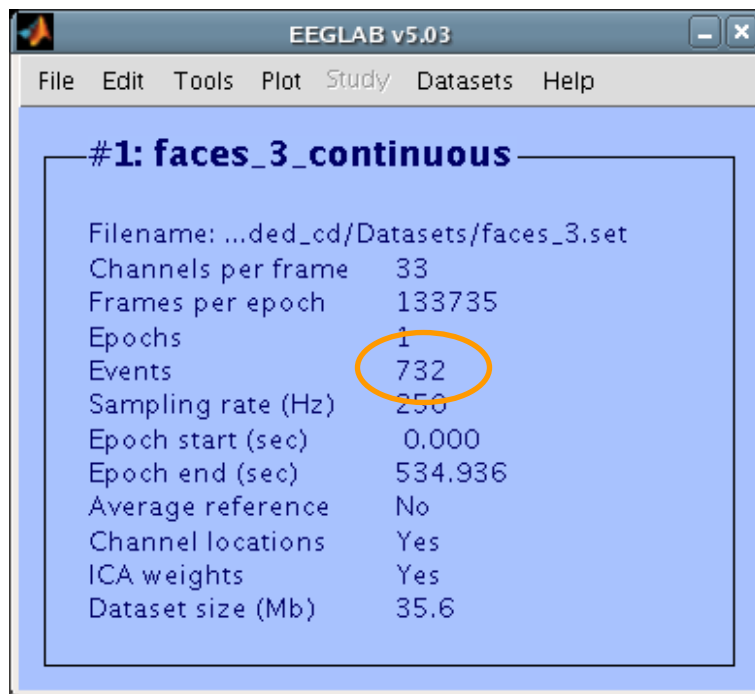 EEGLAB v5.03
File Edit Tools Plot Study Datasets Help
#1: faces_3_continuous
Filename: ...ded_cd/Datasets/faces_3.set
Channels per frame 33
Frames per epoch 133735
Epochs 1
Events 732
Sampling rate (Hz) 250
Epoch start (sec) 0.000
Epoch end (sec) 534.936
Average reference No
Channel locations Yes
ICA weights Yes
Dataset size (Mb) 35.6